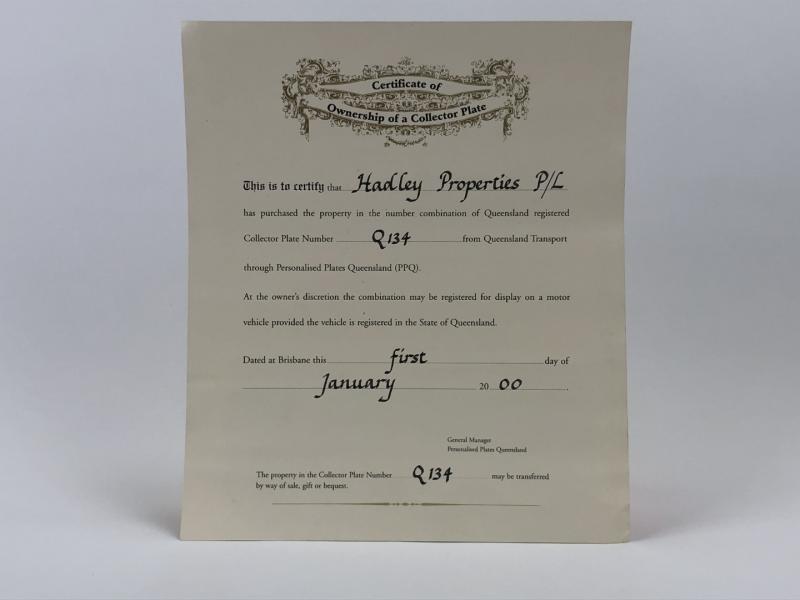 Certificate of
Ownership of a Collector Plate
This is to certify that Hadley Properties P/L
has purchased the property in the number combination of Queensland registered
Collector Plate Number Q134 from Queensland Transport
through Personalised Plates Queensland (PPQ).
At the owner's discretion the combination may be registered for display on a motor
vehicle provided the vehicle is registered in the State of Queensland.
Dated at Brisbane this first day of
January 20 00 .
General Manager
Personalised Plates Queensland
The property in the Collector Plate Number Q134 may be transferred
by way of sale, gift or bequest.